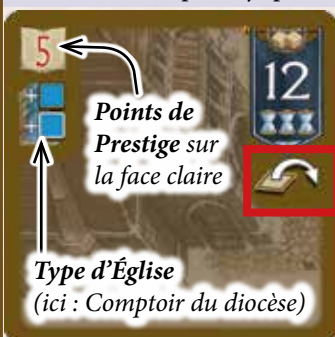 5
12
Points de
Prestige sur
la face claire
Type d'Église
(ici : Comptoir du diocèse)